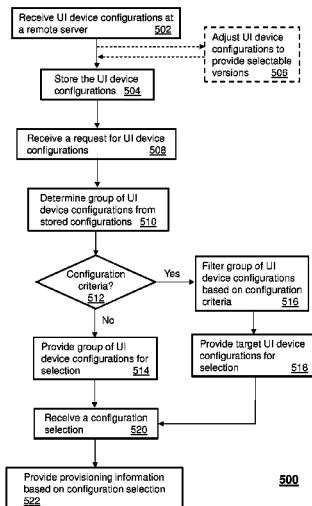 Receive UI device configurations at
a remote server 502
Adjust UI device
configurations to
provide selectable
versions 506
Store the UI device
configurations 504
Receive a request for UI device
configurations 508
Determine group of UI
device configurations from
stored configurations 510
Configuration
criteria?
512
Yes
No
Filter group of UI
device configurations
based on configuration
criteria 516
Provide group of UI
device configurations for
selection 514
Provide target UI device
configurations for
selection 518
Receive a configuration
selection 520
Provide provisioning information
based on configuration selection
522
500